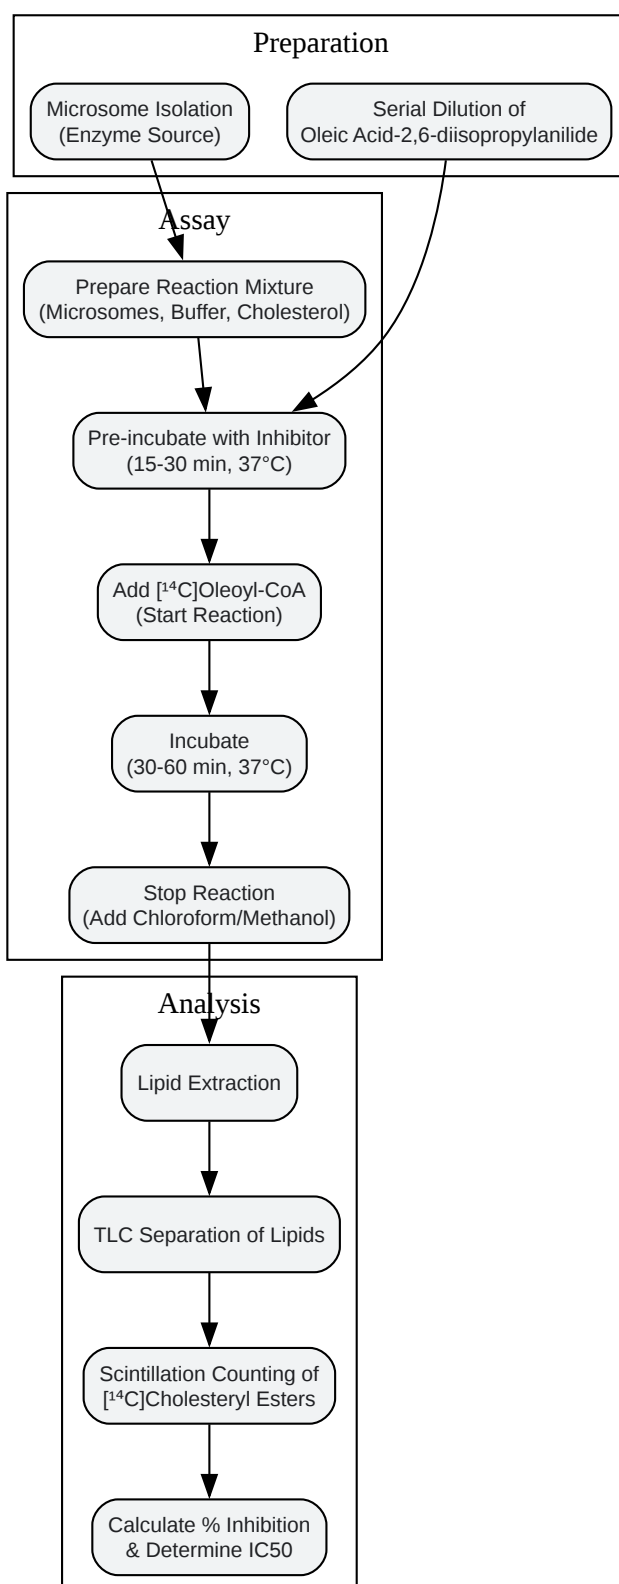 Preparation
Microsome Isolation
(Enzyme Source)
Serial Dilution of
Oleic Acid-2,6-diisopropylanilide
Assay
Prepare Reaction Mixture
(Microsomes, Buffer, Cholesterol)
Pre-incubate with Inhibitor
(15-30 min, 37°C)
Add [¹⁴C]Oleoyl-CoA
(Start Reaction)
Incubate
(30-60 min, 37°C)
Stop Reaction
(Add Chloroform/Methanol)
Analysis
Lipid Extraction
TLC Separation of Lipids
Scintillation Counting of
[¹⁴C]Cholesteryl Esters
Calculate % Inhibition
& Determine IC50